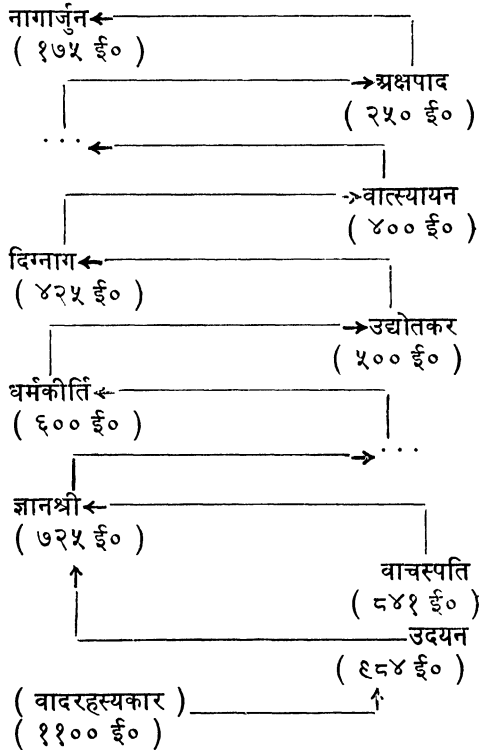 नागार्जुन
( १७५ ई० )
अक्षपाद
( २५० ई० )
...
वात्स्यायन
( ४०० ई० )
दिग्नाग
( ४२५ ई० )
उद्योतकर
( ५०० ई० )
धर्मकीर्ति
( ६०० ई० )
...
ज्ञानश्री
( ७२५ ई० )
वाचस्पति
( ८४१ ई० )
उदयन
( ९८४ ई० )
( वादरहस्यकार )
( ११०० ई० )